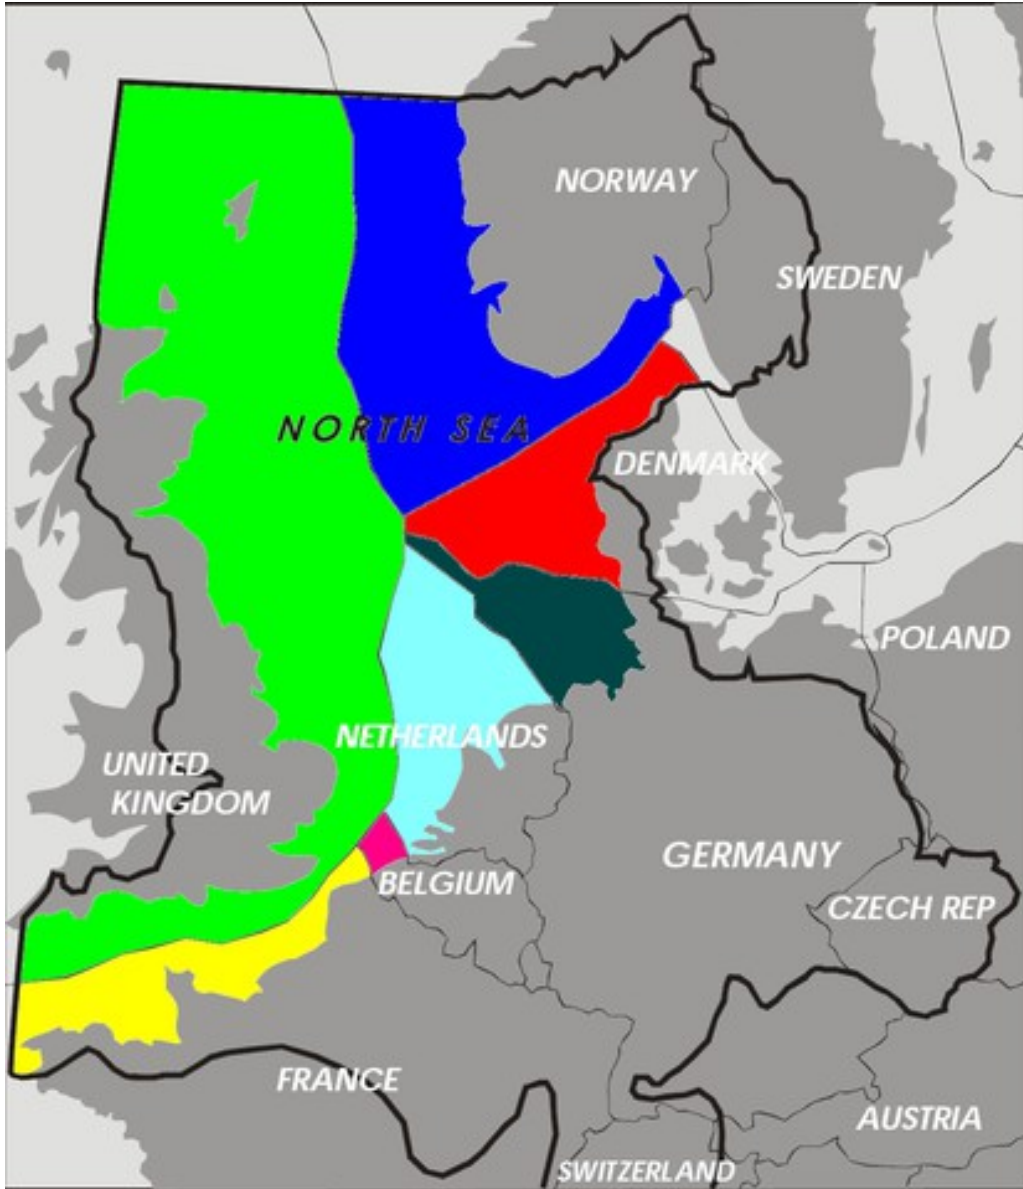 NORWAY
SWEDEN
NORTH SEA
DENMARK
POLAND
NETHERLANDS
UNITED
KINGDOM
GERMANY
BELGIUM
CZECH REP
FRANCE
AUSTRIA
SWITZERLAND